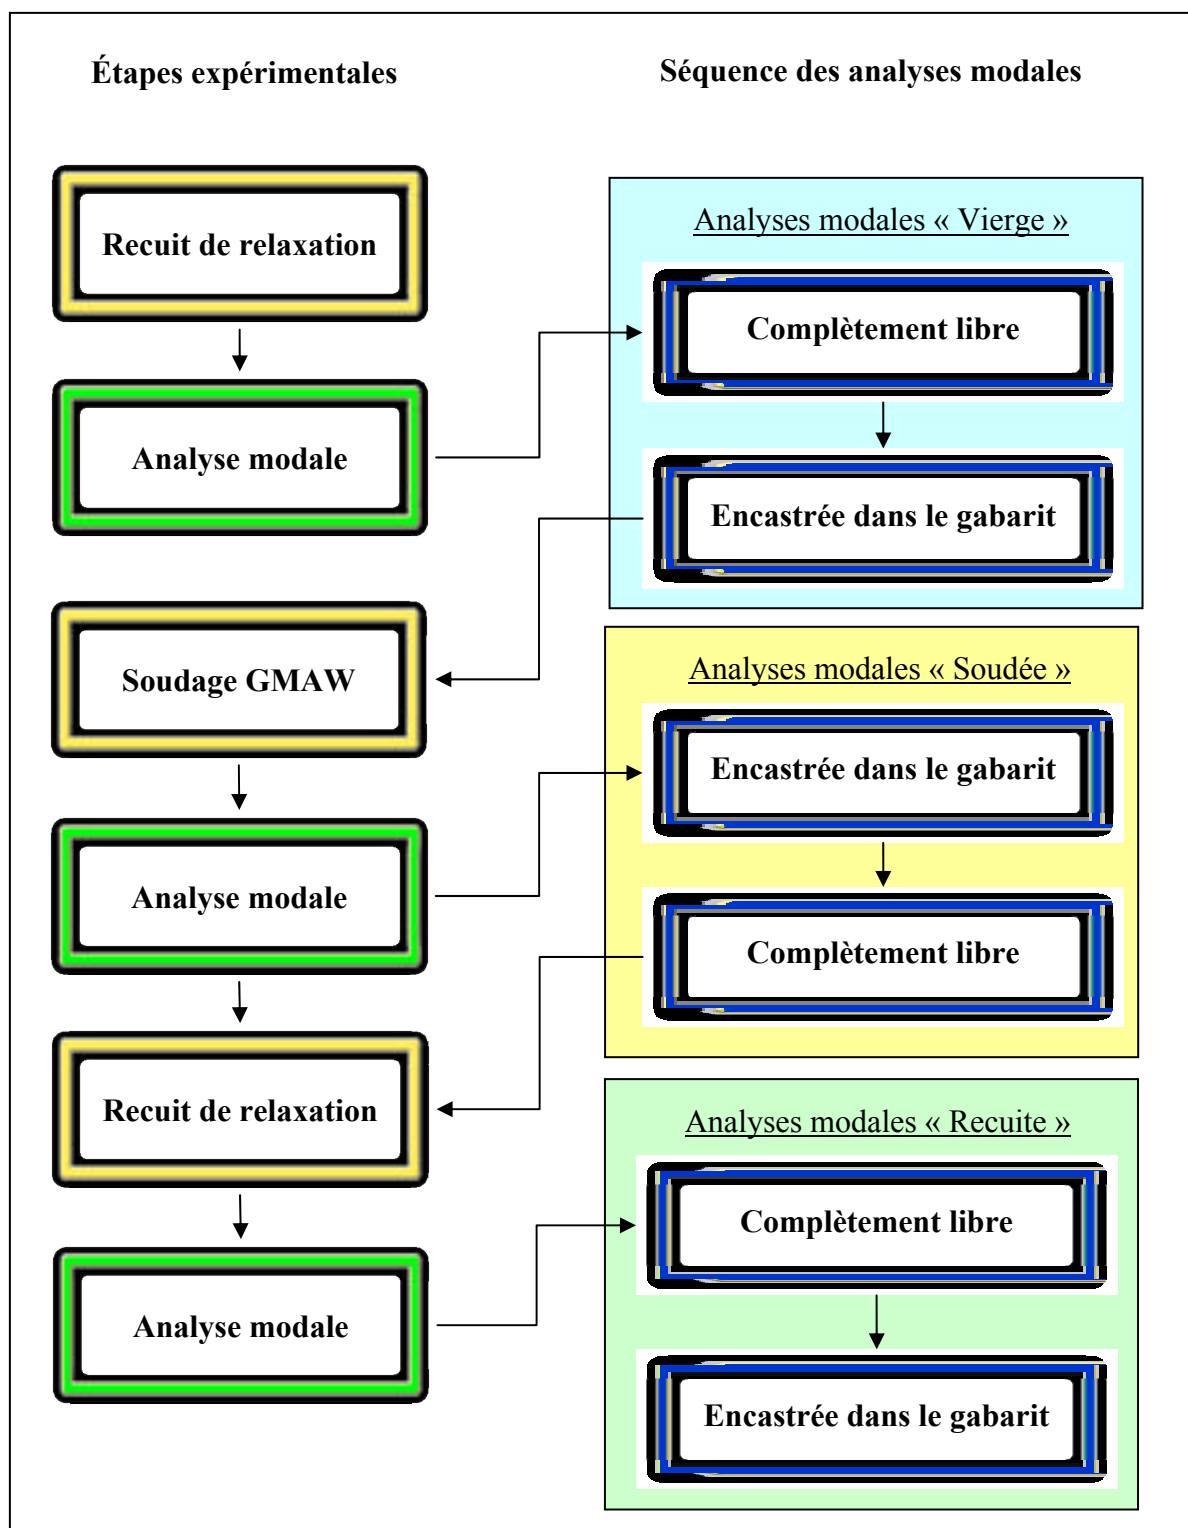 Étapes expérimentales
Séquence des analyses modales
Recuit de relaxation
Analyse modale
Analyses modales « Vierge »
Complètement libre
Encastrée dans le gabarit
Soudage GMAW
Analyse modale
Analyses modales « Soudée »
Encastrée dans le gabarit
Complètement libre
Recuit de relaxation
Analyse modale
Analyses modales « Recuite »
Complètement libre
Encastrée dans le gabarit